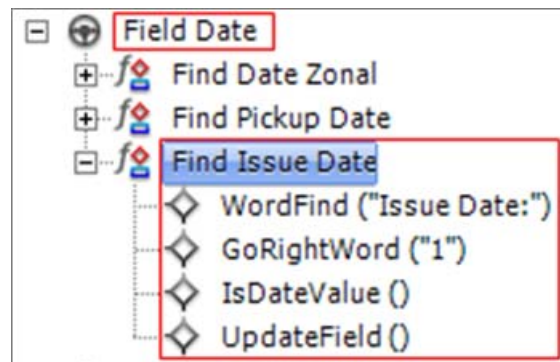 Field Date
Find Date Zonal
Find Pickup Date
Find Issue Date
WordFind ("Issue Date:")
GoRightWord ("1")
IsDateValue ()
UpdateField ()